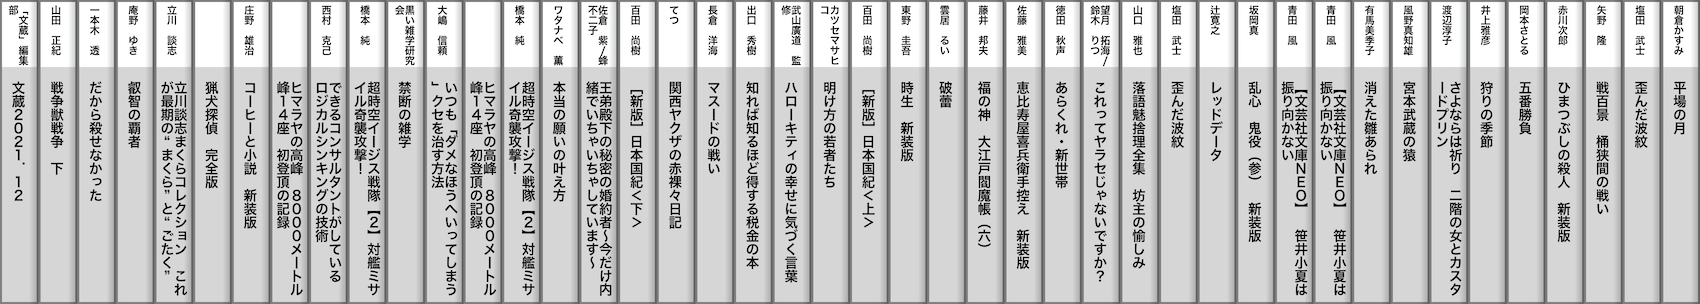 朝倉かすみ
平場の月
塩田　武士
歪んだ波紋
矢野　隆
戦百景　桶狭間の戦い
赤川次郎
ひまつぶしの殺人　新装版
岡本さとる
五番勝負
井上雅彦
狩りの季節
渡辺淳子
さよならは祈り　二階の女とカスタ
ードプリン
風野真知雄
宮本武蔵の猿
有馬美季子
消えた雛あられ
青田　風
【文芸社文庫ＮＥＯ】　笹井小夏は
振り向かない
青田　風
【文芸社文庫ＮＥＯ】　笹井小夏は
振り向かない
坂岡真
乱心　鬼役（参）　新装版
辻寛之
レッドデータ
塩田　武士
歪んだ波紋
山口　雅也
落語魅捨理全集　坊主の愉しみ
望月　拓海/
鈴木　りつ
これってヤラセじゃないですか？
徳田　秋声
あらくれ・新世帯
佐藤　雅美
恵比寿屋喜兵衛手控え　新装版
藤井　邦夫
福の神　大江戸閻魔帳（六）
雲居　るい
破蕾
東野　圭吾
時生　新装版
百田　尚樹
［新版］日本国紀＜上＞
カツセマサヒ
コ
明け方の若者たち
武山廣道　監
修
ハローキティの幸せに気づく言葉
出口　秀樹
知れば知るほど得する税金の本
長倉　洋海
マスードの戦い
てつ
関西ヤクザの赤裸々日記
百田　尚樹
［新版］日本国紀＜下＞
佐倉　紫/蜂
不二子
王弟殿下の秘密の婚約者～今だけ内
緒でいちゃいちゃしています～
ワタナベ　薫
本当の願いの叶え方
橋本　純
超時空イージス戦隊【２】対艦ミサ
イル奇襲攻撃！
ヒマラヤの高峰　８０００メートル
峰１４座　初登頂の記録
大嶋　信頼
いつも「ダメなほうへいってしまう
」クセを治す方法
黒い雑学研究
会
禁断の雑学
橋本　純
超時空イージス戦隊【２】対艦ミサ
イル奇襲攻撃！
西村　克己
できるコンサルタントがしている
ロジカルシンキングの技術
ヒマラヤの高峰　８０００メートル
峰１４座　初登頂の記録
庄野　雄治
コーヒーと小説　新装版
猟犬探偵　完全版
立川　談志
立川談志まくらコレクション　これ
が最期の“まくら”と“ごたく”
庵野　ゆき
叡智の覇者
一本木　透
だから殺せなかった
山田　正紀
戦争獣戦争　下
「文蔵」編集
部
文蔵２０２１．１２